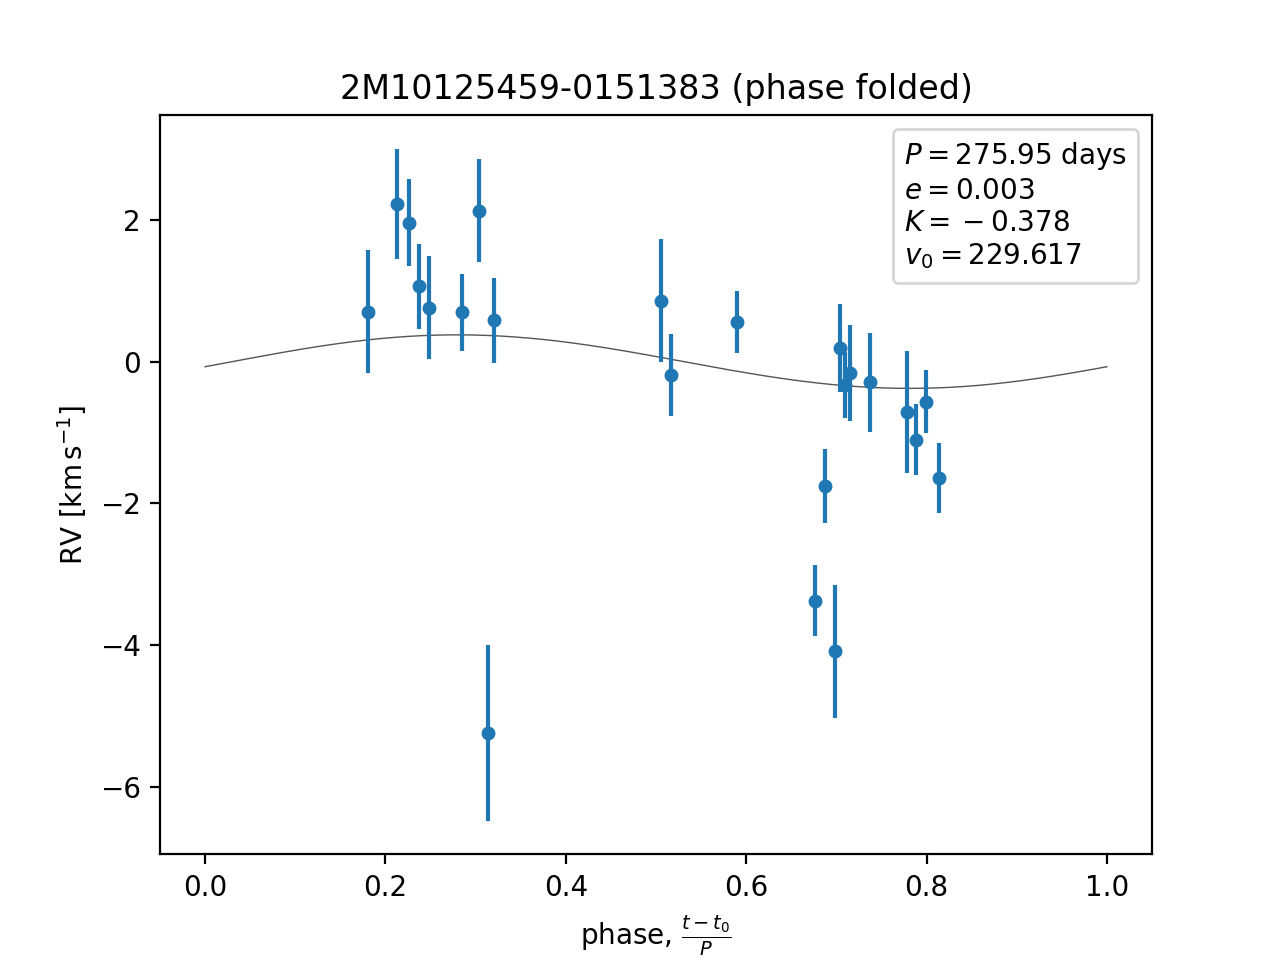 2M10125459-0151383 (phase folded)
P = 275.95 days
e = 0.003
K = −0.378
v₀ = 229.617
2
0
−2
−4
−6
RV [km s⁻¹]
0.0 0.2 0.4 0.6 0.8 1.0
phase, (t − t₀)/P